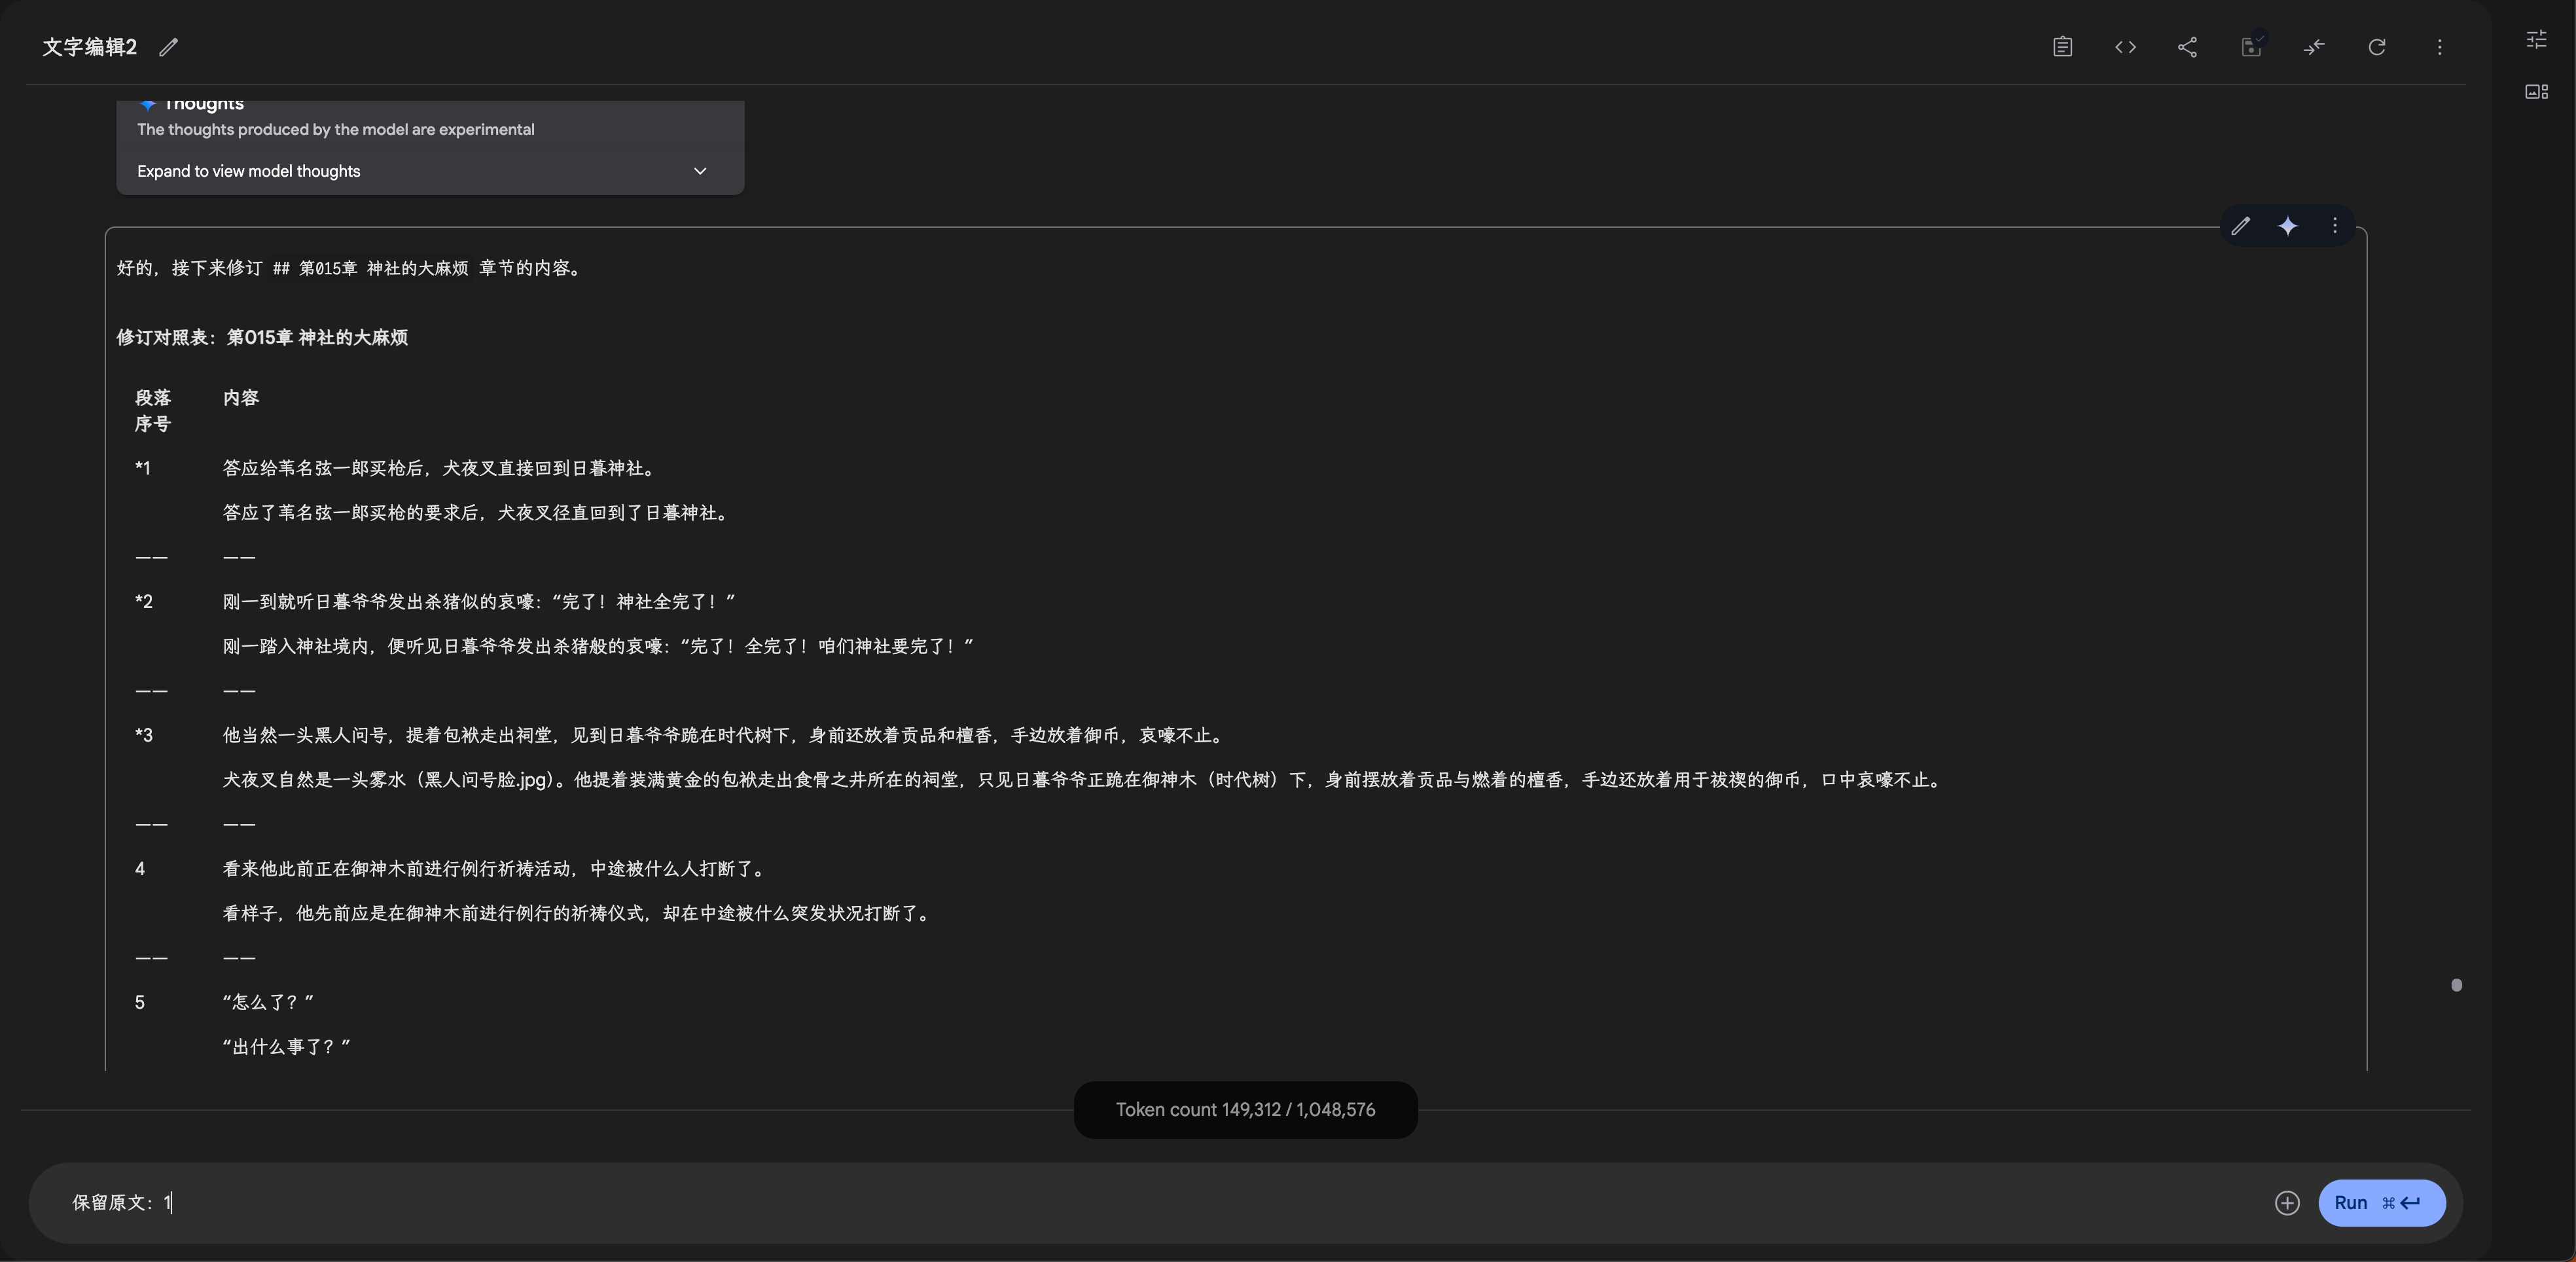 文字编辑2
Thoughts
The thoughts produced by the model are experimental
Expand to view model thoughts
好的，接下来修订 ## 第015章 神社的大麻烦 章节的内容。
修订对照表：第015章 神社的大麻烦
段落
序号
内容
*1
答应给苇名弦一郎买枪后，犬夜叉直接回到日暮神社。
答应了苇名弦一郎买枪的要求后，犬夜叉径直回到了日暮神社。
—— ——
*2
刚一到就听日暮爷爷发出杀猪似的哀嚎：“完了！神社全完了！”
刚一踏入神社境内，便听见日暮爷爷发出杀猪般的哀嚎：“完了！全完了！咱们神社要完了！”
—— ——
*3
他当然一头黑人问号，提着包袱走出祠堂，见到日暮爷爷跪在时代树下，身前还放着贡品和檀香，手边放着御币，哀嚎不止。
犬夜叉自然是一头雾水（黑人问号脸.jpg）。他提着装满黄金的包袱走出食骨之井所在的祠堂，只见日暮爷爷正跪在御神木（时代树）下，身前摆放着贡品与燃着的檀香，手边还放着用于祓禊的御币，口中哀嚎不止。
—— ——
4
看来他此前正在御神木前进行例行祈祷活动，中途被什么人打断了。
看样子，他先前应是在御神木前进行例行的祈祷仪式，却在中途被什么突发状况打断了。
—— ——
5
“怎么了？”
“出什么事了？”
Token count 149,312 / 1,048,576
保留原文：1
Run ⌘↵